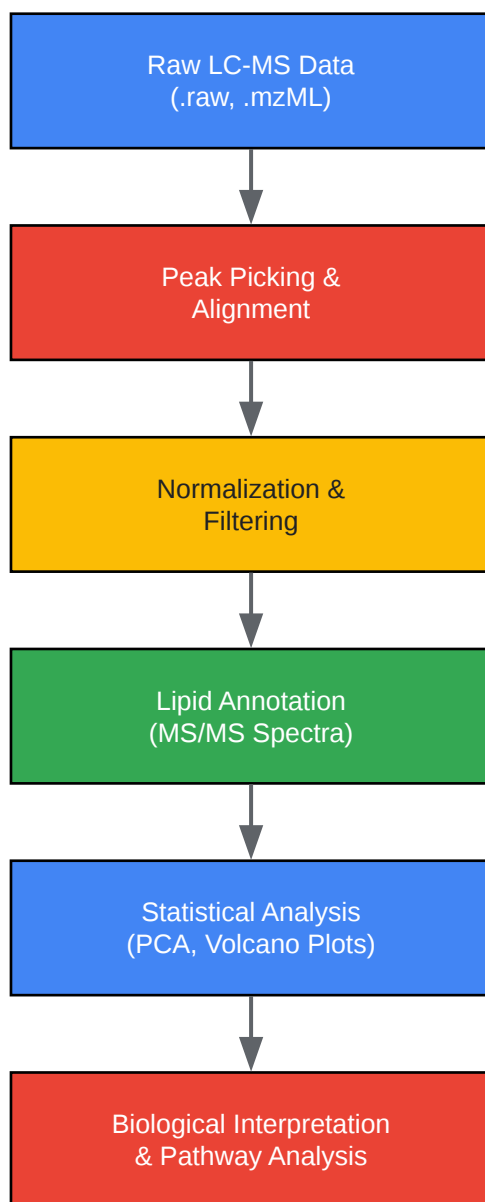 Raw LC-MS Data
(.raw, .mzML)
Peak Picking &
Alignment
Normalization &
Filtering
Lipid Annotation
(MS/MS Spectra)
Statistical Analysis
(PCA, Volcano Plots)
Biological Interpretation
& Pathway Analysis